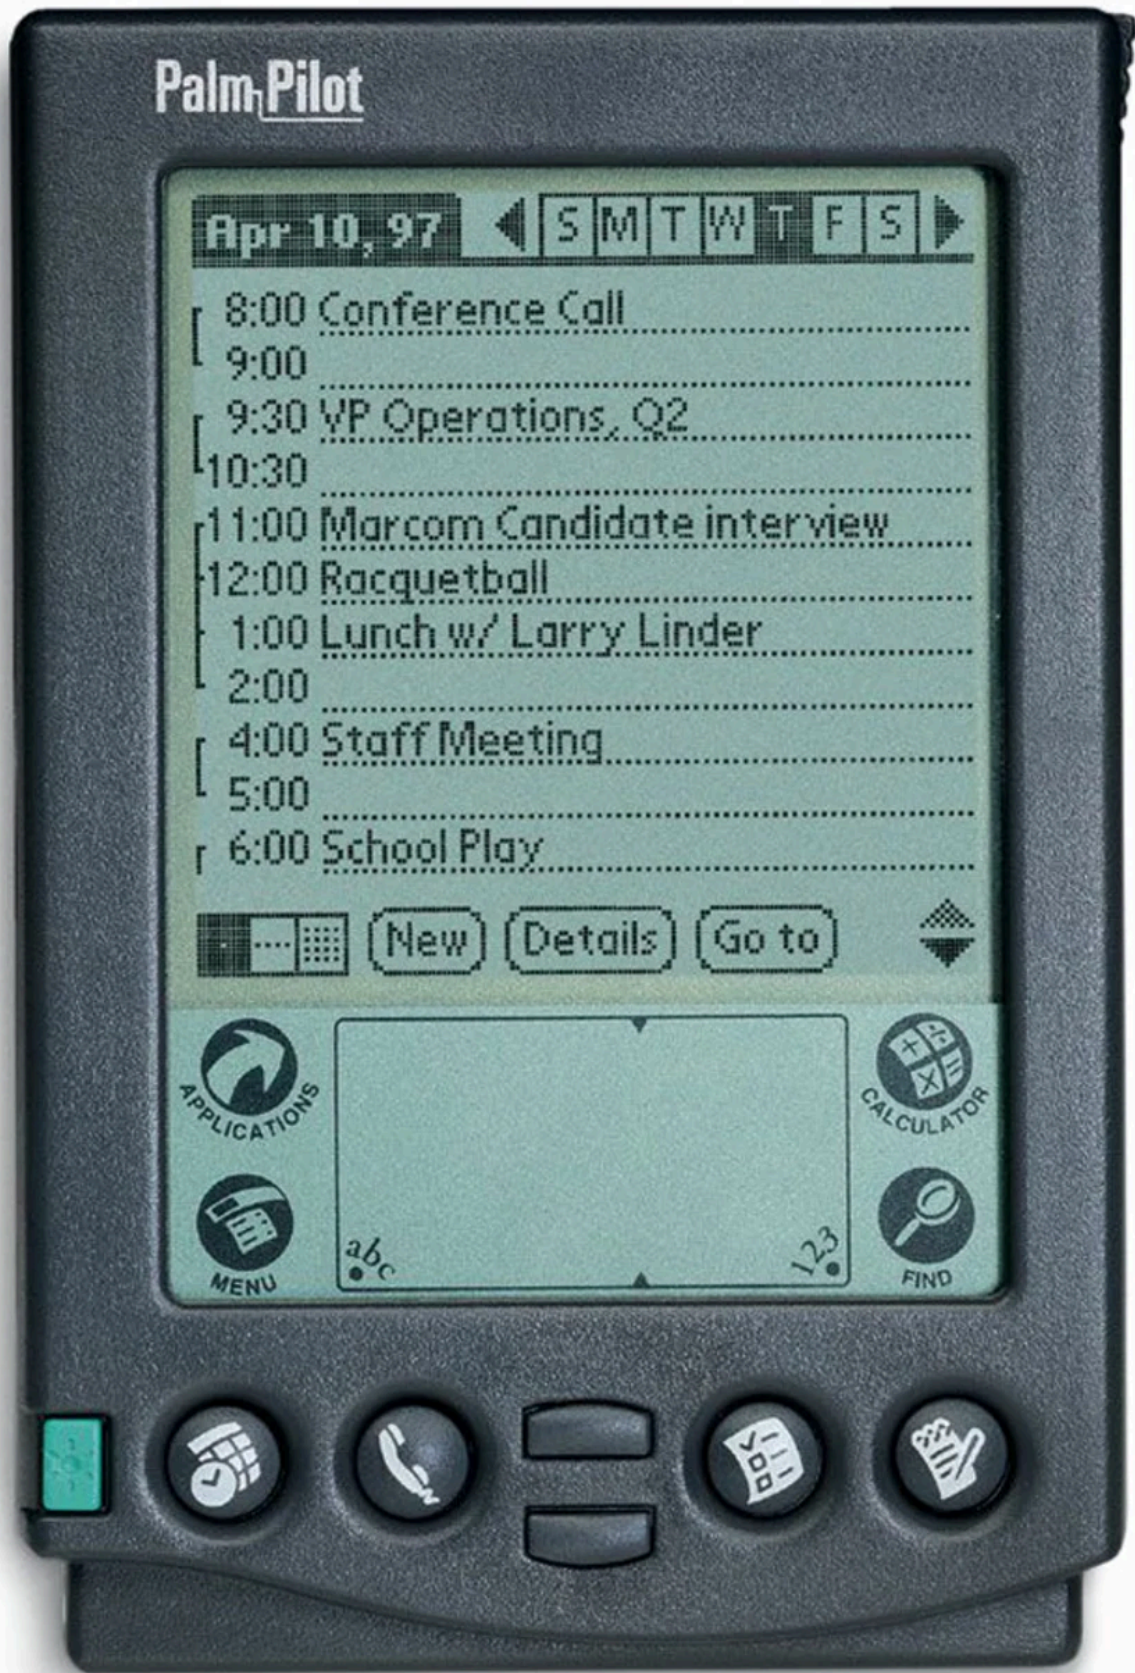 PalmPilot
Apr 10, 97 S M T W T F S
8:00 Conference Call
9:00
9:30 VP Operations, Q2
10:30
11:00 Marcom Candidate interview
12:00 Racquetball
1:00 Lunch w/ Larry Linder
2:00
4:00 Staff Meeting
5:00
6:00 School Play
New Details Go to
APPLICATIONS
CALCULATOR
MENU
abc
123
FIND